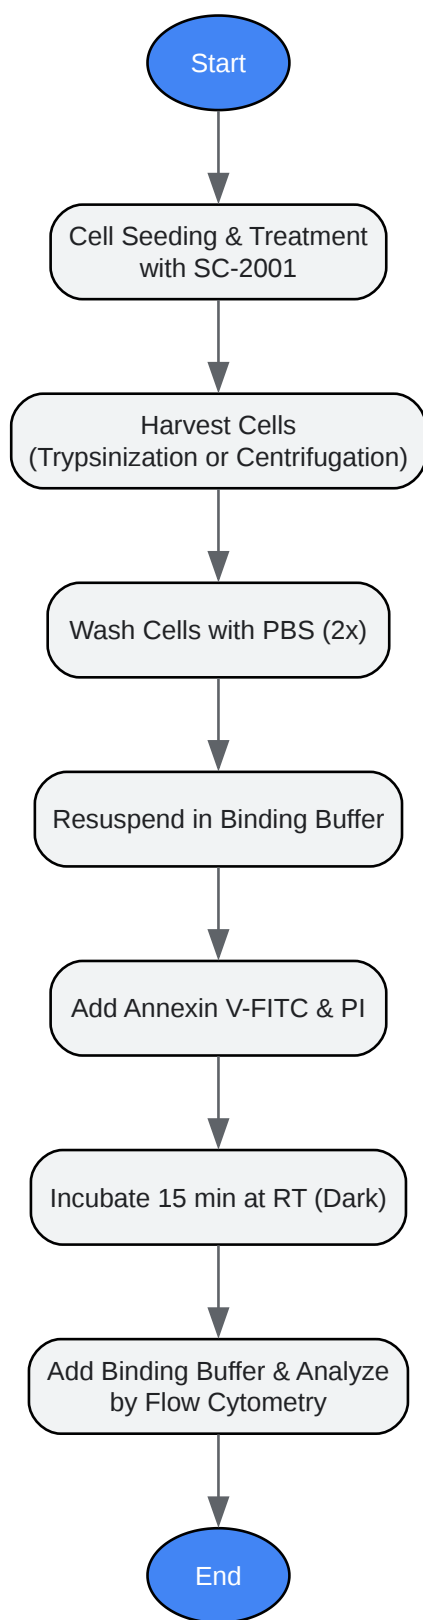 Start
Cell Seeding & Treatment
with SC-2001
Harvest Cells
(Trypsinization or Centrifugation)
Wash Cells with PBS (2x)
Resuspend in Binding Buffer
Add Annexin V-FITC & PI
Incubate 15 min at RT (Dark)
Add Binding Buffer & Analyze
by Flow Cytometry
End